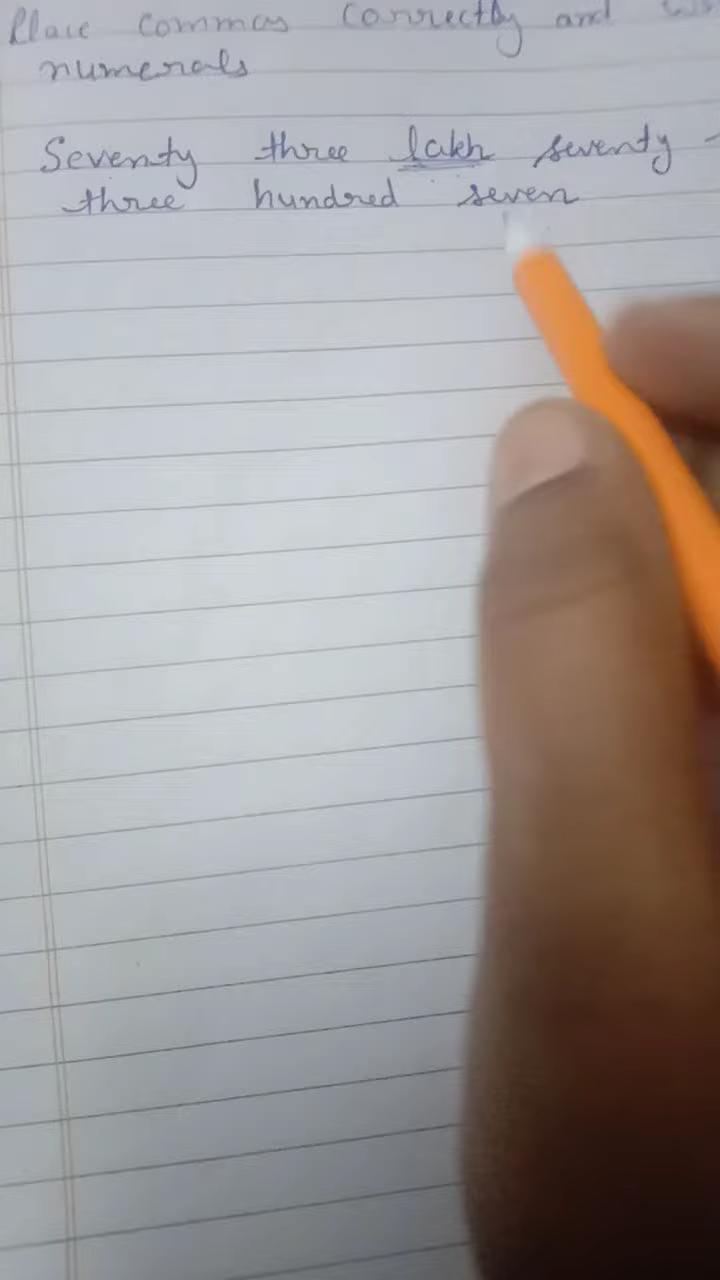 Place commas correctly and
numerals
Seventy three lakh seventy
three hundred seven